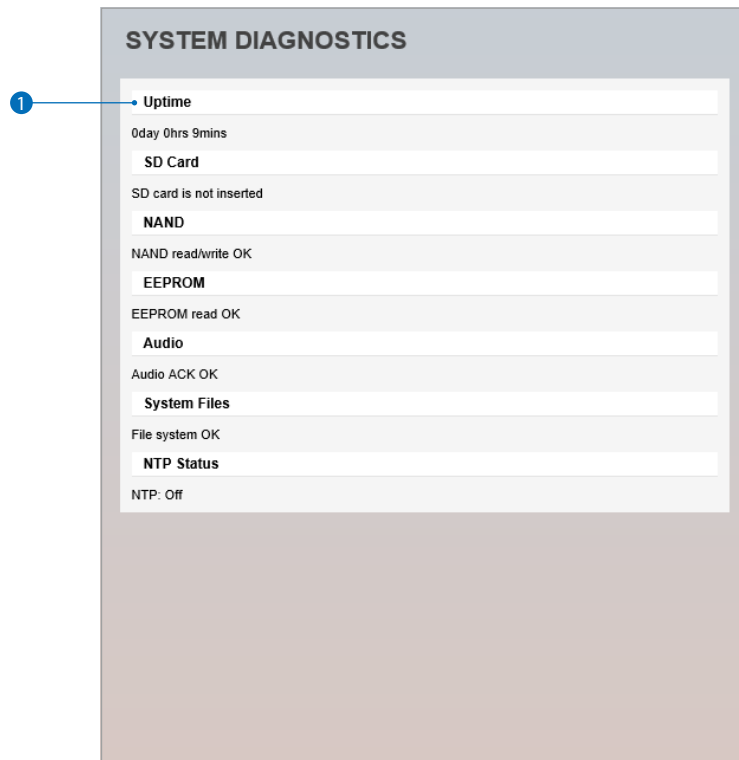 SYSTEM DIAGNOSTICS
1
Uptime
0day 0hrs 9mins
SD Card
SD card is not inserted
NAND
NAND read/write OK
EEPROM
EEPROM read OK
Audio
Audio ACK OK
System Files
File system OK
NTP Status
NTP: Off